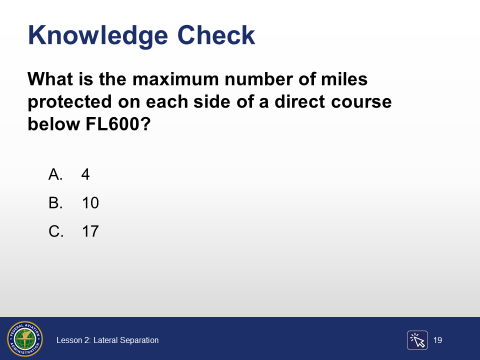 Knowledge Check
What is the maximum number of miles
protected on each side of a direct course
below FL600?
A. 4
B. 10
C. 17
Lesson 2: Lateral Separation
19